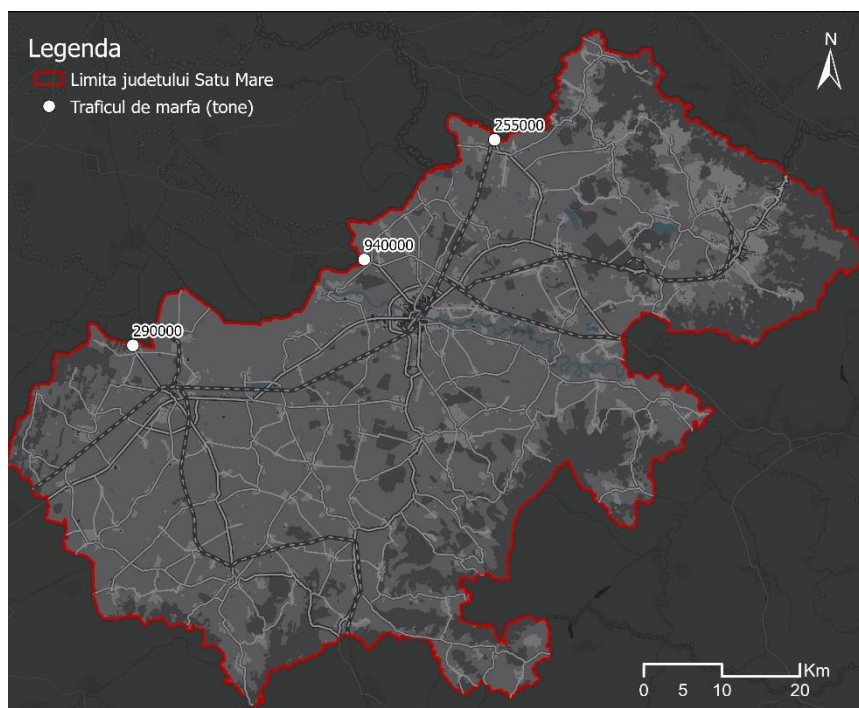 Legenda
Limita judetului Satu Mare
Traficul de marfa (tone)
N
255000
940000
290000
Km
0 5 10 20